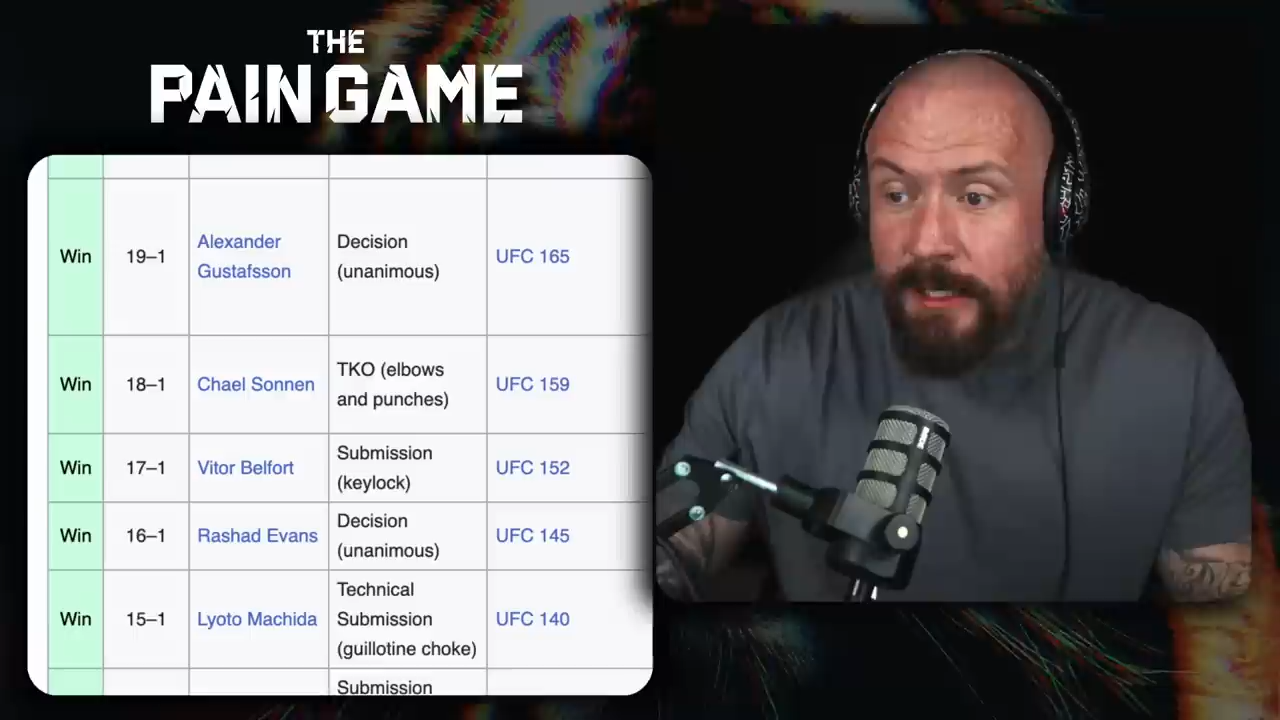 THE
PAIN GAME
Win 19–1 Alexander Gustafsson Decision (unanimous) UFC 165
Win 18–1 Chael Sonnen TKO (elbows and punches) UFC 159
Win 17–1 Vitor Belfort Submission (keylock) UFC 152
Win 16–1 Rashad Evans Decision (unanimous) UFC 145
Win 15–1 Lyoto Machida Technical Submission (guillotine choke) UFC 140
Submission